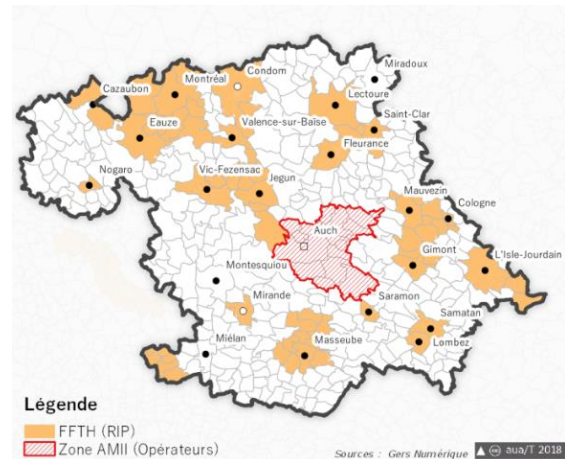 Miradoux
Condom
Montréal
Cazaubon
Lectoure
Saint-Clar
Eauze
Valence-sur-Baïse
Fleurance
Nogaro
Vic-Fezensac
Jegun
Mauvezin
Cologne
Auch
Gimont
L'Isle-Jourdain
Montesquiou
Mirande
Saramon
Samatan
Miélan
Masseube
Lombez
Légende
FFTH (RIP)
Zone AMII (Opérateurs)
Sources : Gers Numérique
aua/T 2018